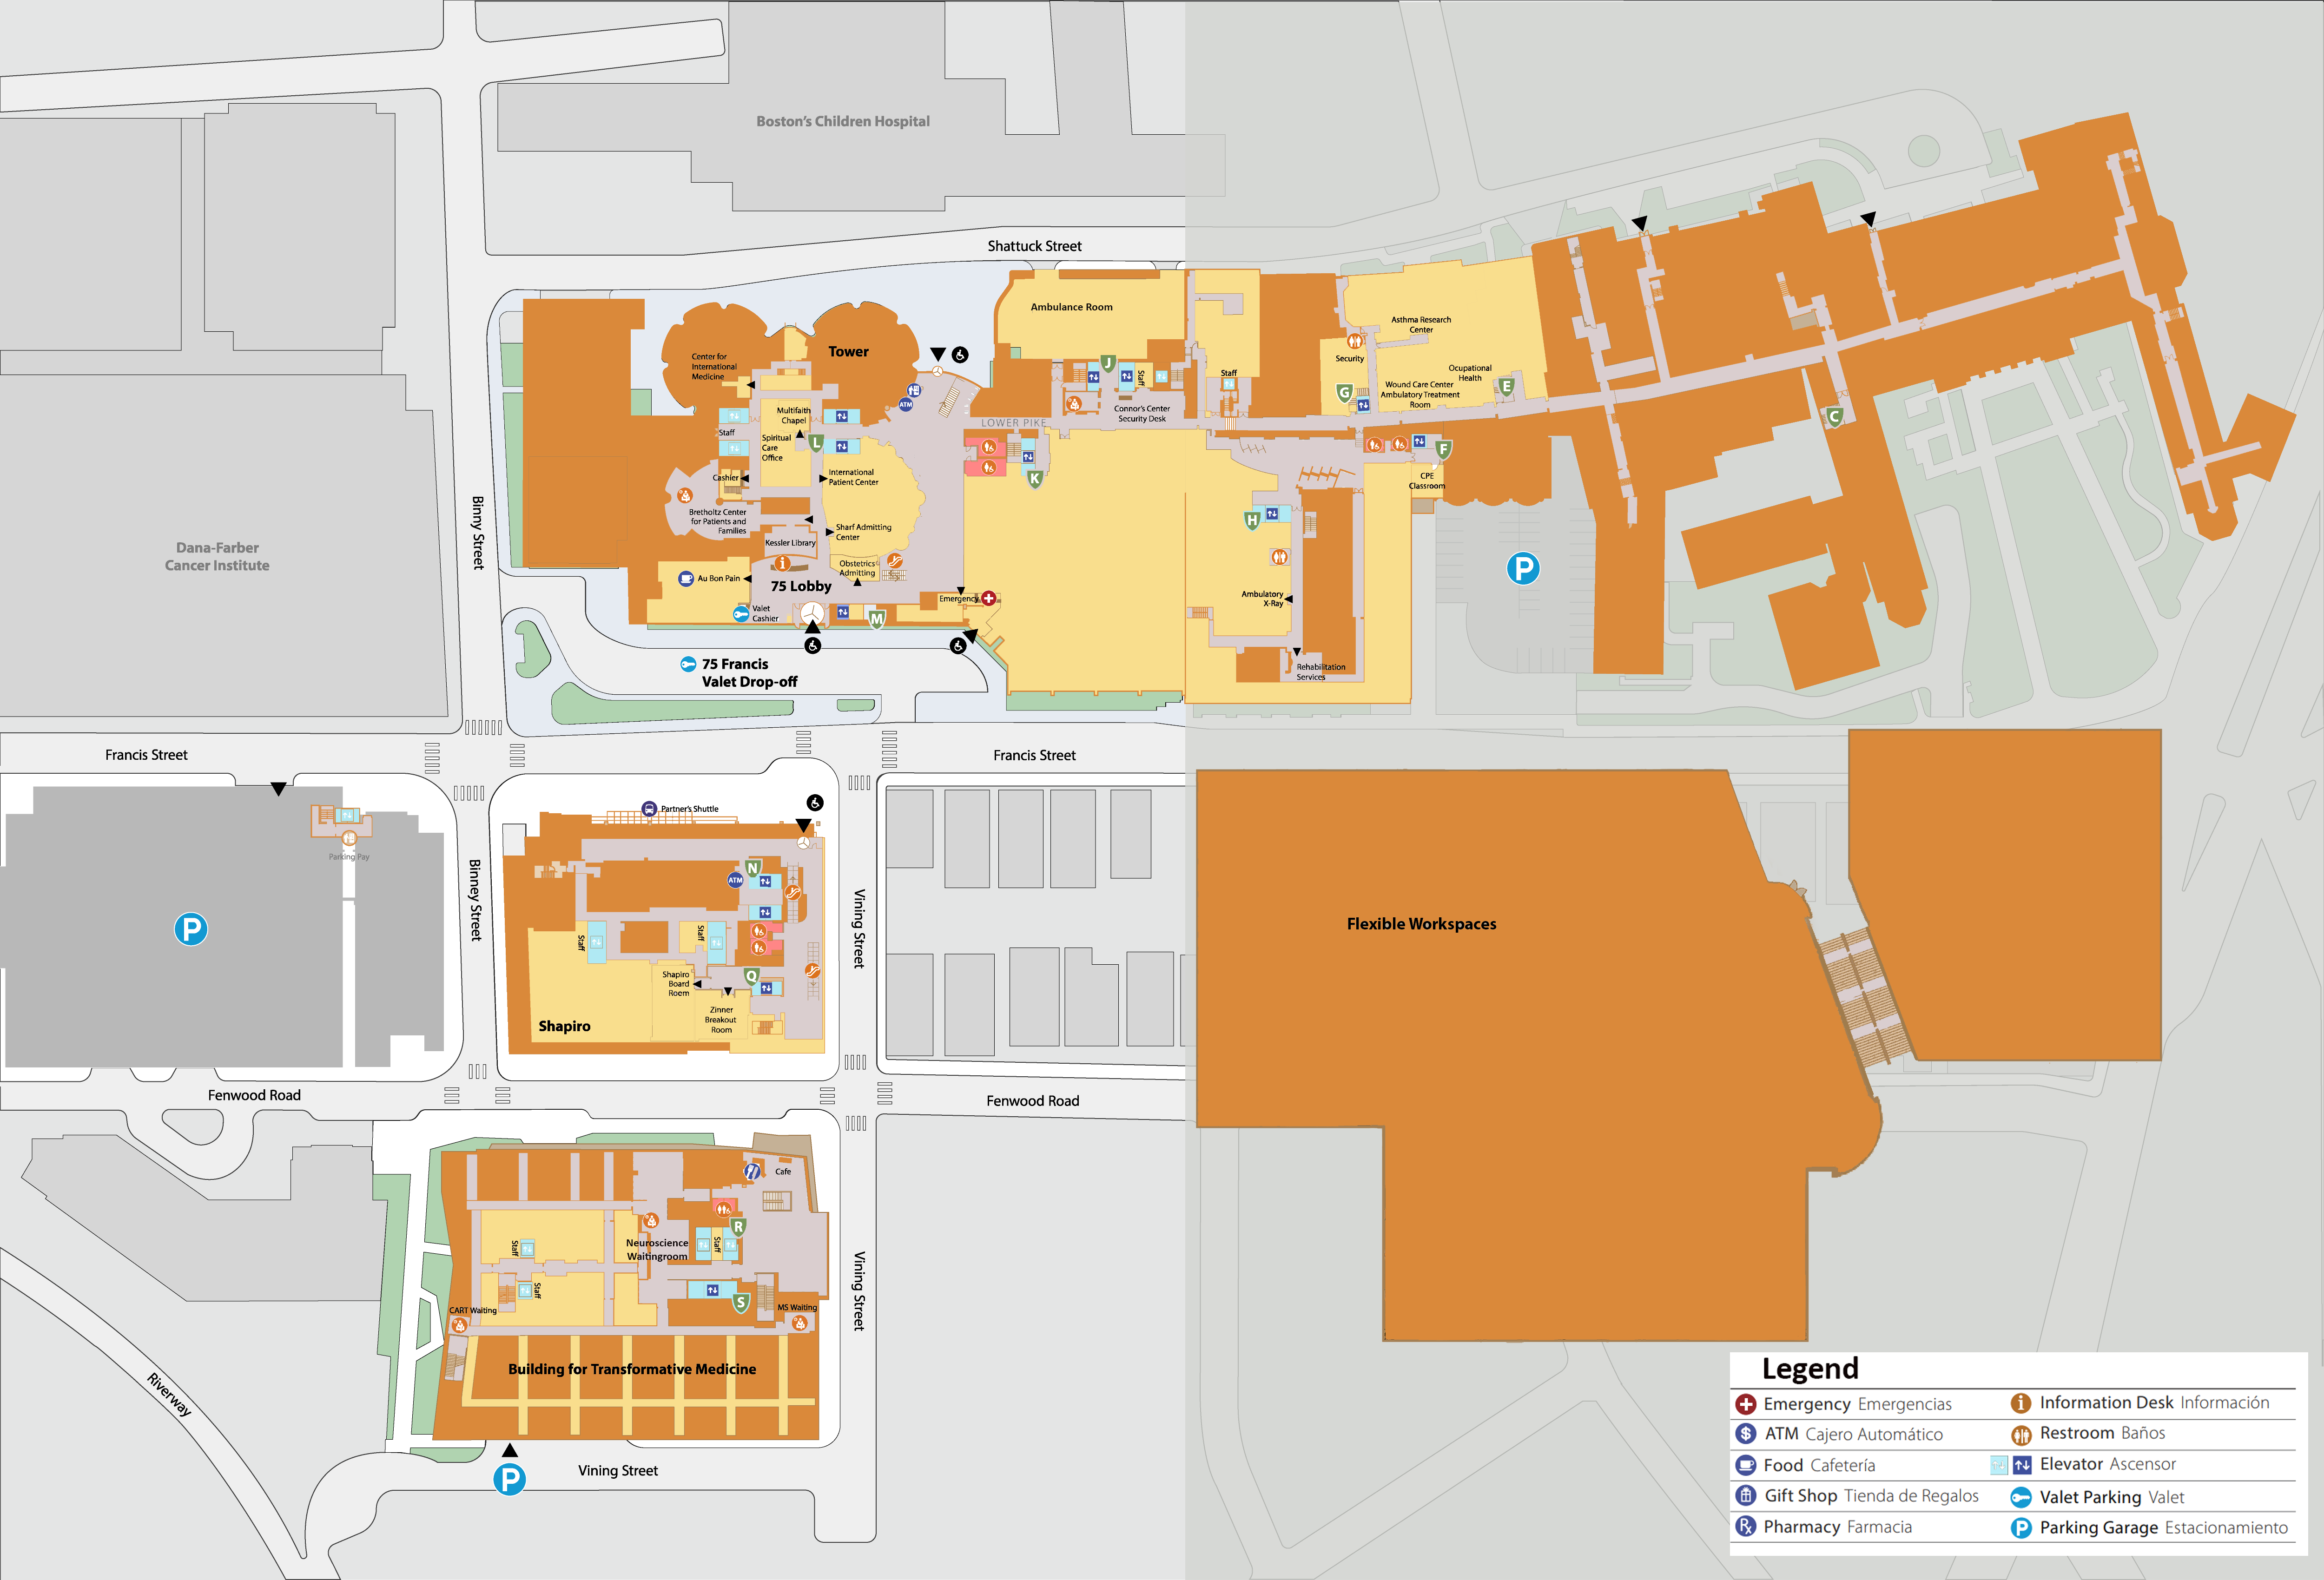 Boston's Children Hospital
Shattuck Street
Ambulance Room
Tower
Center for
International
Medicine
ATM
Multifaith
Chapel
Staff
L
Spiritual
Care
Office
Cashier
International
Patient Center
Bretholtz Center
for Patients and
Families
Sharf Admitting
Center
Kessler Library
i
Obstetrics
Admitting
Au Bon Pain
75 Lobby
Valet
Cashier
M
Emergency
75 Francis
Valet Drop-off
LOWER PIKE
J
Staff
Connor's Center
Security Desk
K
Staff
Asthma Research
Center
Security
G
Occupational
Health
Wound Care Center
Ambulatory Treatment
Room
E
C
F
CPE
Classroom
H
P
Ambulatory
X-Ray
Rehabilitation
Services
Binny Street
Dana-Farber
Cancer Institute
Francis Street
Francis Street
Parking Pay
P
Binney Street
Partner's Shuttle
N
ATM
Staff
Staff
Q
Shapiro
Board
Roem
Zinner
Breakout
Room
Shapiro
Vining Street
Flexible Workspaces
Fenwood Road
Fenwood Road
Cafe
R
Neuroscience
Waitingroom
Staff
Staff
Staff
S
CART Waiting
MS Waiting
Building for Transformative Medicine
Vining Street
Riverway
P
Vining Street
Legend
Emergency Emergencias
$ ATM Cajero Automático
Food Cafetería
Gift Shop Tienda de Regalos
Rx Pharmacy Farmacia
i Information Desk Información
Restroom Baños
Elevator Ascensor
Valet Parking Valet
P Parking Garage Estacionamiento